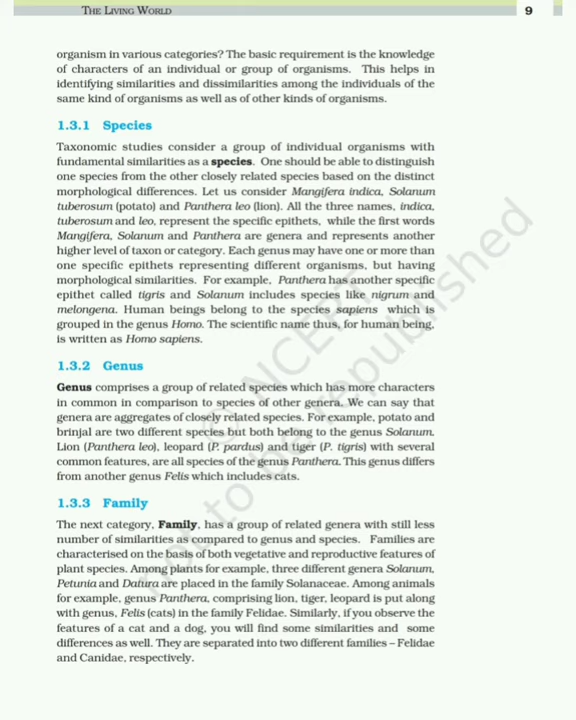 THE LIVING WORLD
9
organism in various categories? The basic requirement is the knowledge
of characters of an individual or group of organisms. This helps in
identifying similarities and dissimilarities among the individuals of the
same kind of organisms as well as of other kinds of organisms.
1.3.1 Species
Taxonomic studies consider a group of individual organisms with
fundamental similarities as a species. One should be able to distinguish
one species from the other closely related species based on the distinct
morphological differences. Let us consider Mangifera indica, Solanum
tuberosum (potato) and Panthera leo (lion). All the three names, indica,
tuberosum and leo, represent the specific epithets, while the first words
Mangifera, Solanum and Panthera are genera and represents another
higher level of taxon or category. Each genus may have one or more than
one specific epithets representing different organisms, but having
morphological similarities. For example, Panthera has another specific
epithet called tigris and Solanum includes species like nigrum and
melongena. Human beings belong to the species sapiens which is
grouped in the genus Homo. The scientific name thus, for human being,
is written as Homo sapiens.
1.3.2 Genus
Genus comprises a group of related species which has more characters
in common in comparison to species of other genera. We can say that
genera are aggregates of closely related species. For example, potato and
brinjal are two different species but both belong to the genus Solanum.
Lion (Panthera leo), leopard (P. pardus) and tiger (P. tigris) with several
common features, are all species of the genus Panthera. This genus differs
from another genus Felis which includes cats.
1.3.3 Family
The next category, Family, has a group of related genera with still less
number of similarities as compared to genus and species. Families are
characterised on the basis of both vegetative and reproductive features of
plant species. Among plants for example, three different genera Solanum,
Petunia and Datura are placed in the family Solanaceae. Among animals
for example, genus Panthera, comprising lion, tiger, leopard is put along
with genus, Felis (cats) in the family Felidae. Similarly, if you observe the
features of a cat and a dog, you will find some similarities and some
differences as well. They are separated into two different families – Felidae
and Canidae, respectively.
© NCERT
not to be republished